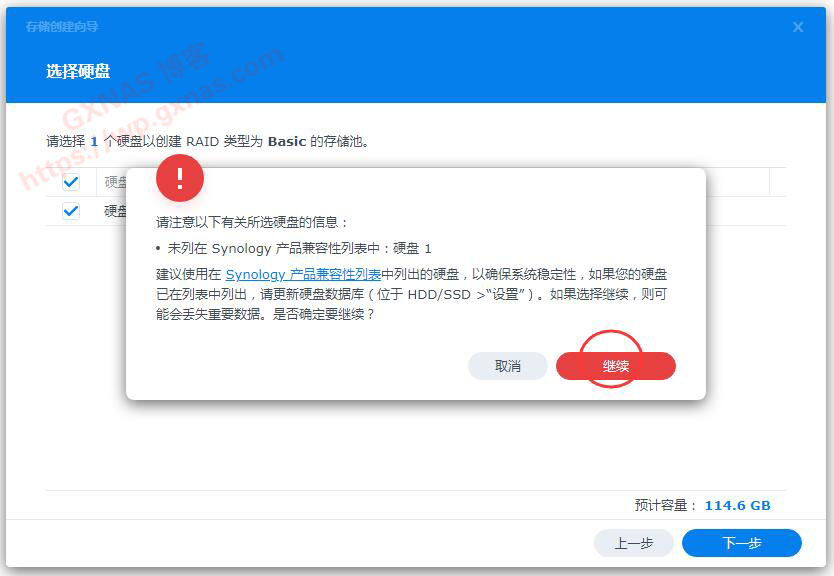 存储创建向导
选择硬盘
GXNAS 博客
https://wp.gxnas.com
请选择 1 个硬盘以创建 RAID 类型为 Basic 的存储池。
硬盘
硬盘
请注意以下有关所选硬盘的信息：
• 未列在 Synology 产品兼容性列表中：硬盘 1
建议使用在 Synology 产品兼容性列表中列出的硬盘，以确保系统稳定性，如果您的硬盘
已在列表中列出，请更新硬盘数据库（位于 HDD/SSD >“设置”）。如果选择继续，则可
能会丢失重要数据。是否确定要继续？
取消
继续
预计容量： 114.6 GB
上一步
下一步